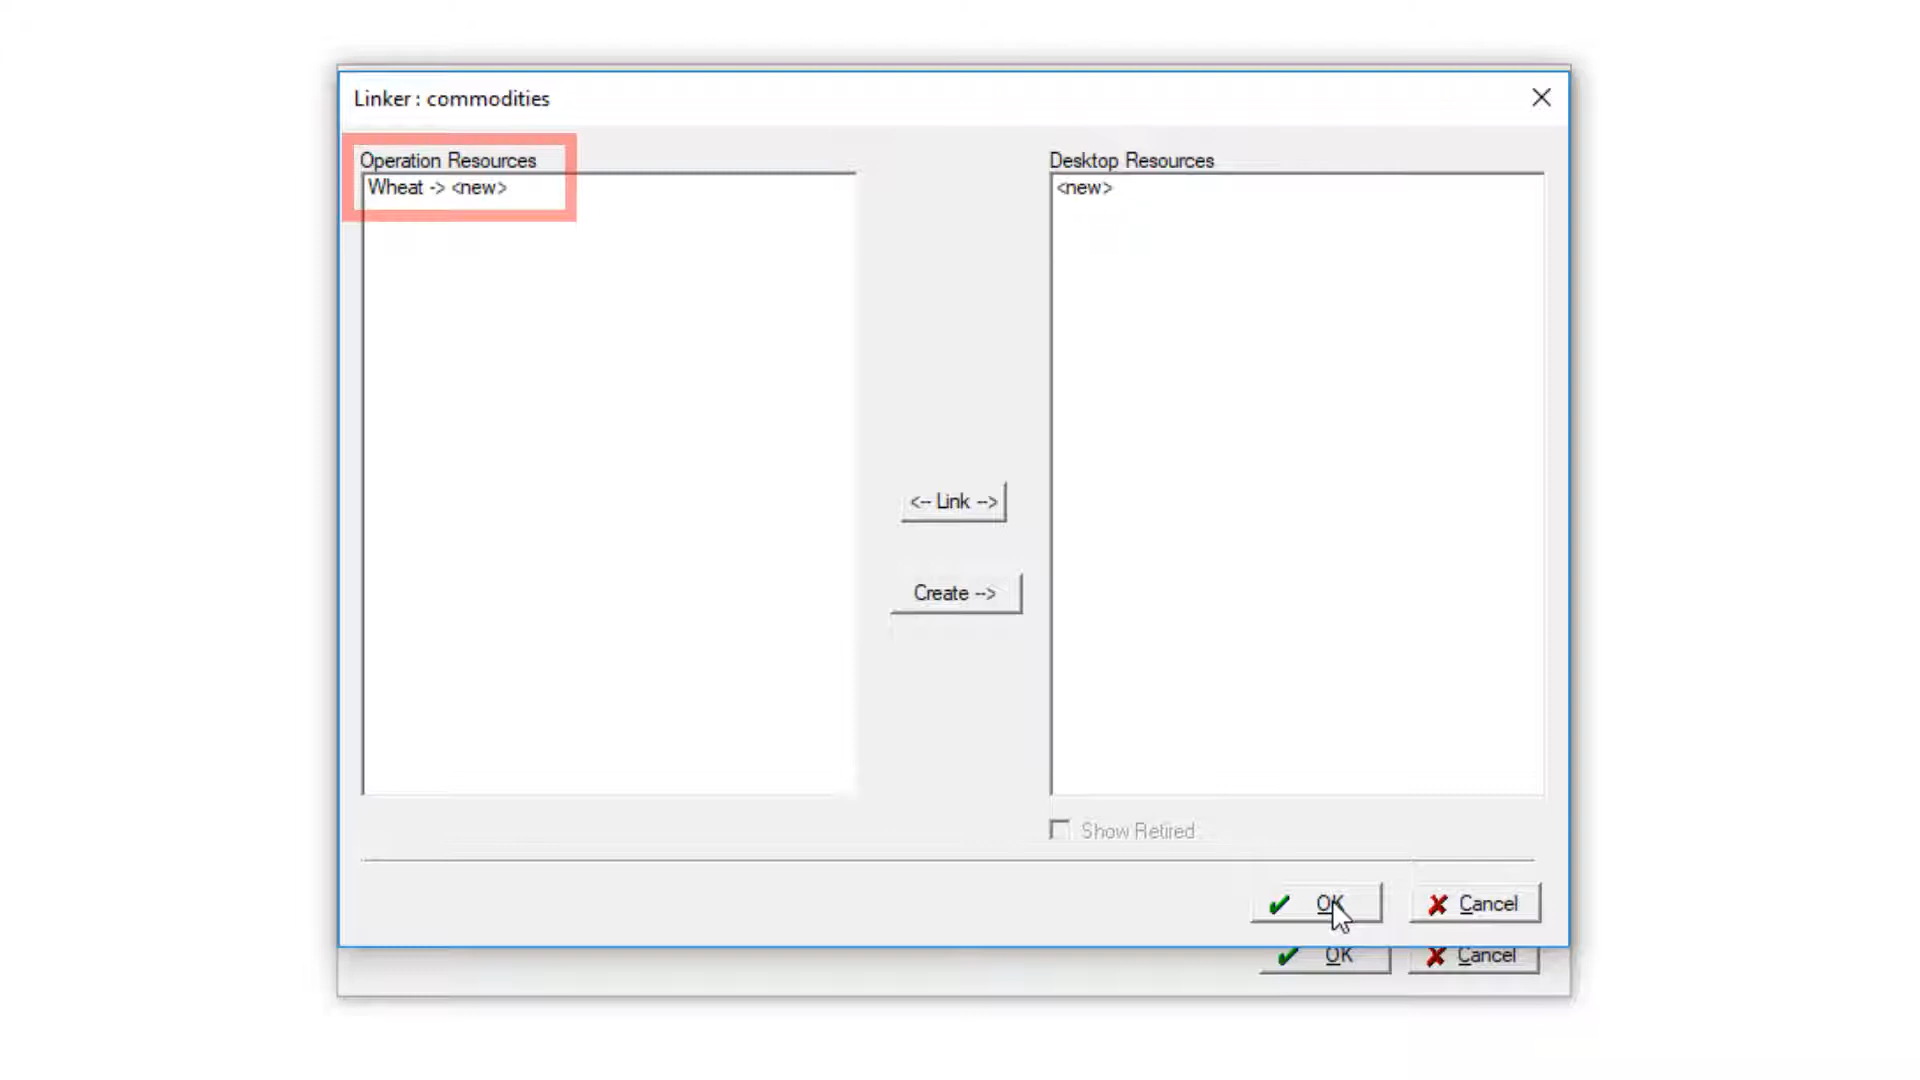 Linker : commodities
Operation Resources
Wheat -> <new>
Desktop Resources
<new>
<-- Link -->
Create -->
Show Retired
OK
Cancel
OK
Cancel